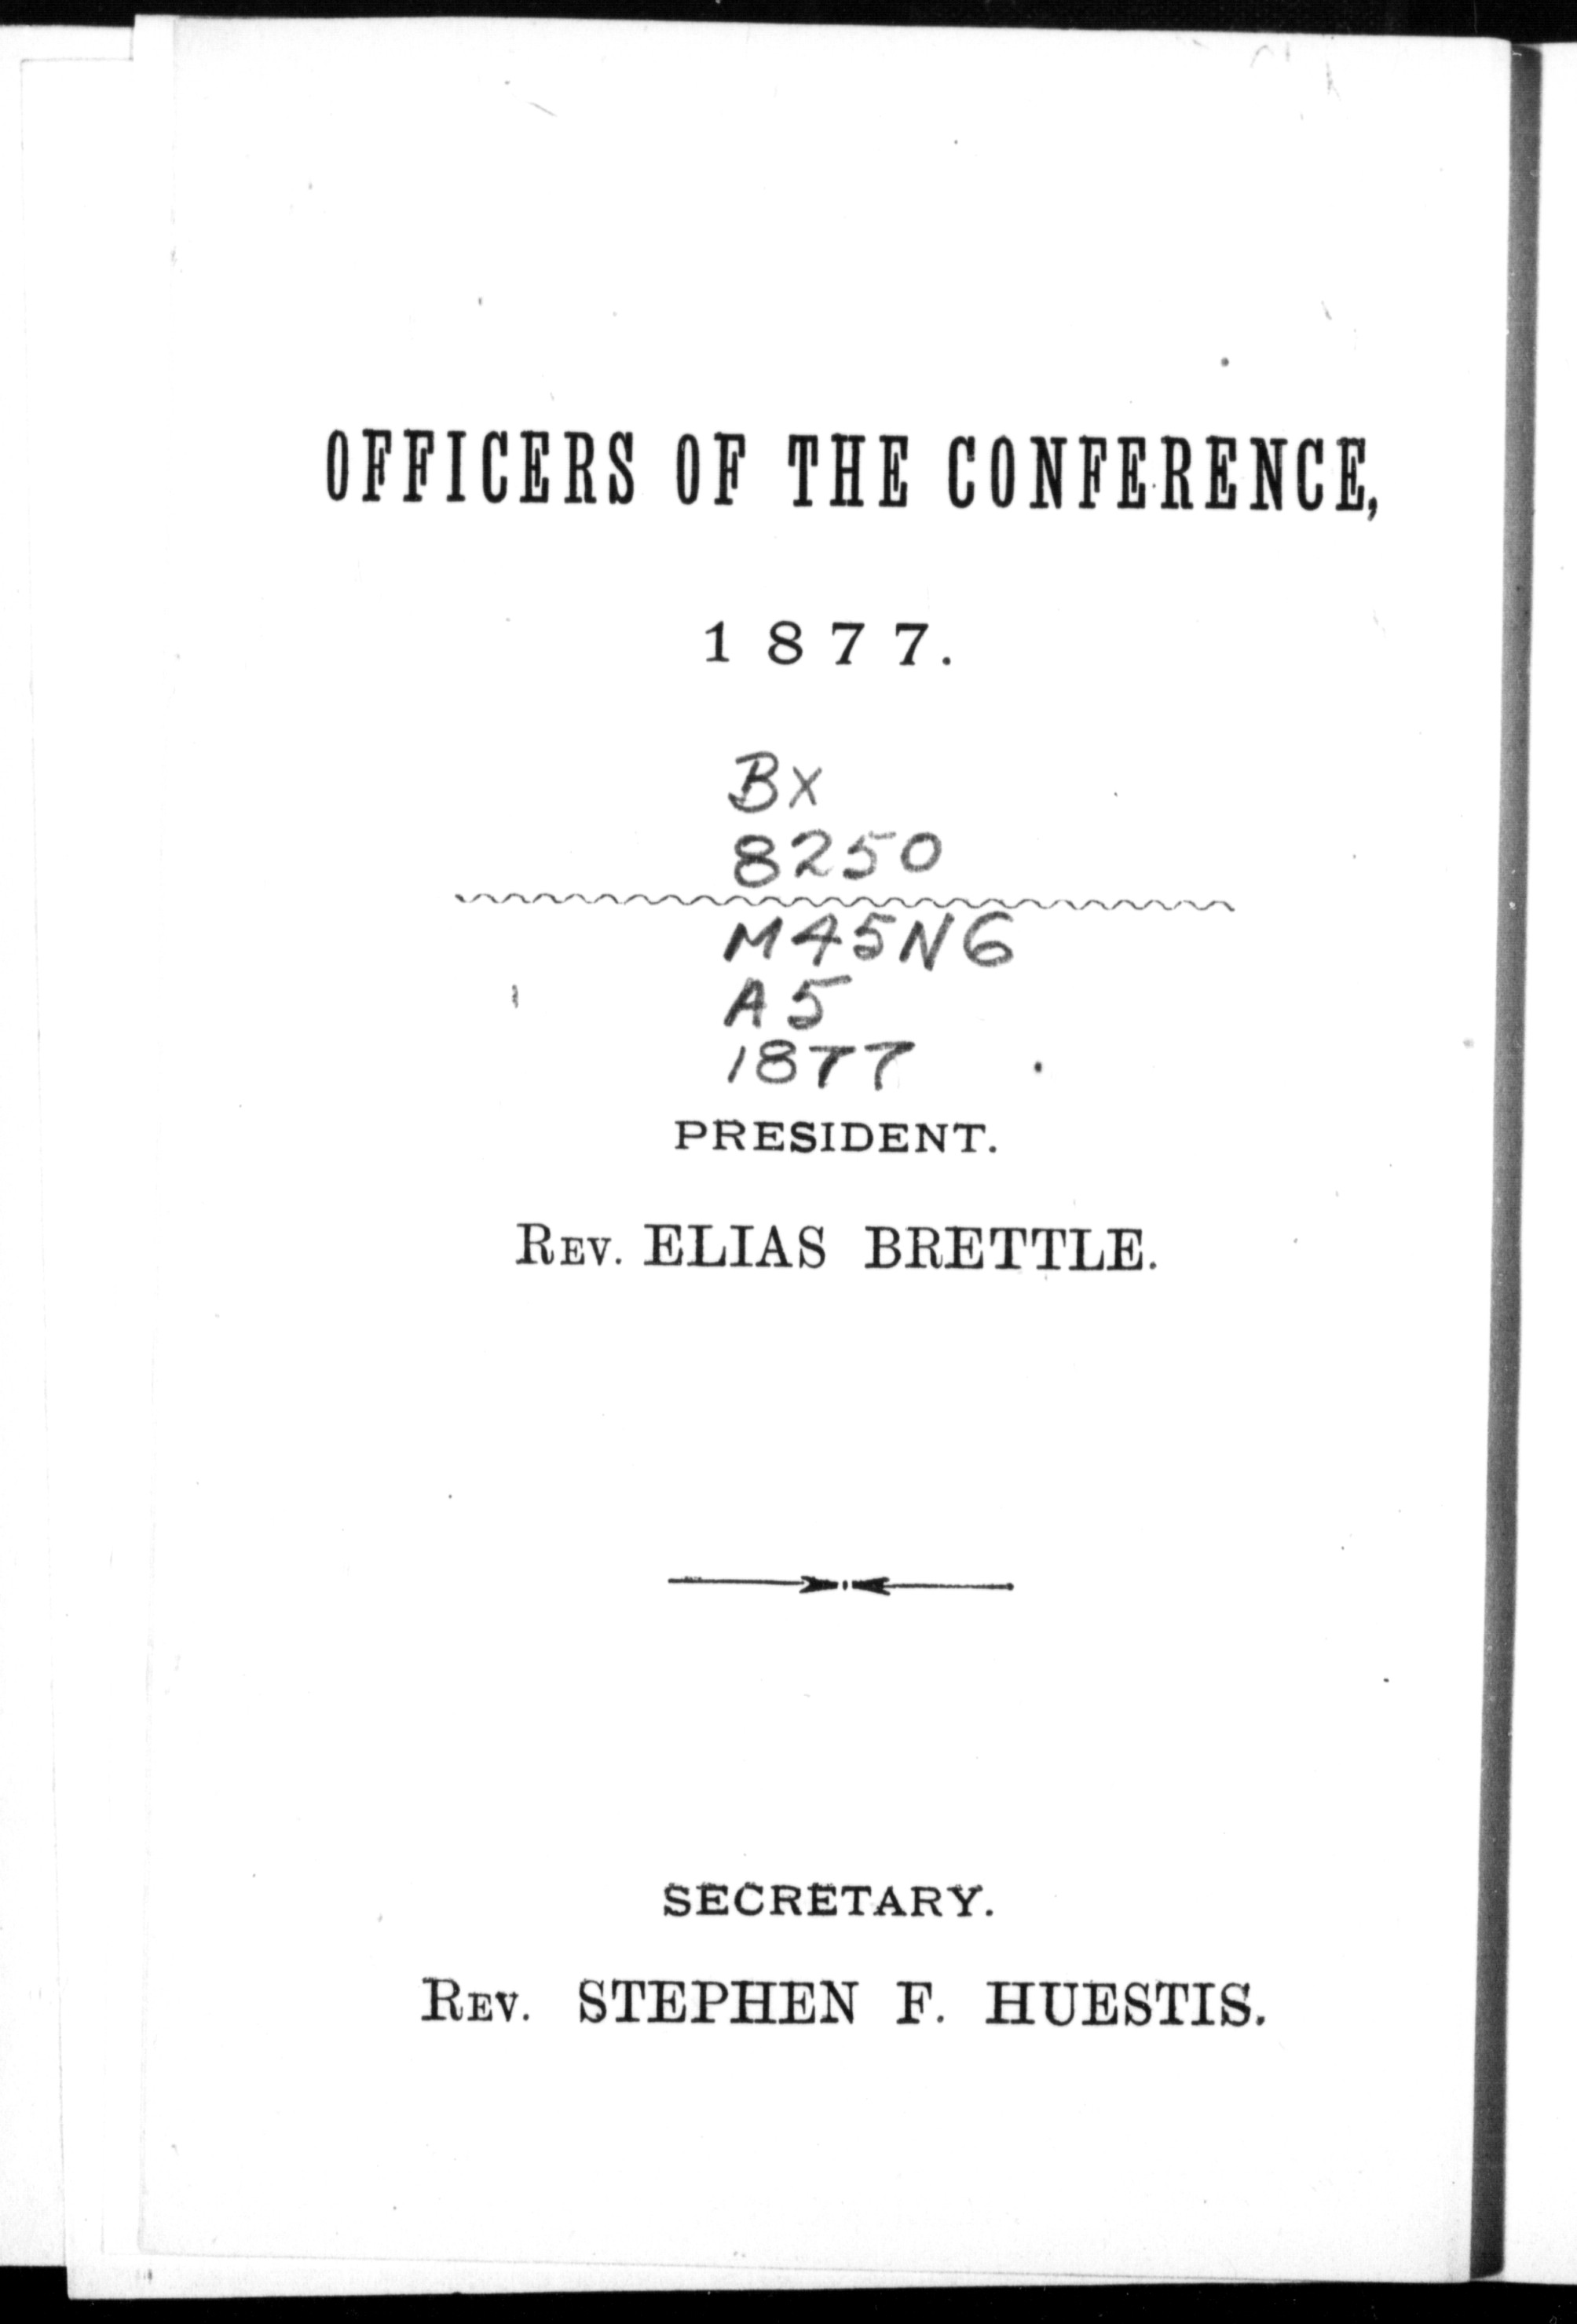 OFFICERS OF THE CONFERENCE,
1877.
BX
8250
M45N6
A5
1877
PRESIDENT.
REV. ELIAS BRETTLE.
SECRETARY.
REV. STEPHEN F. HUESTIS.